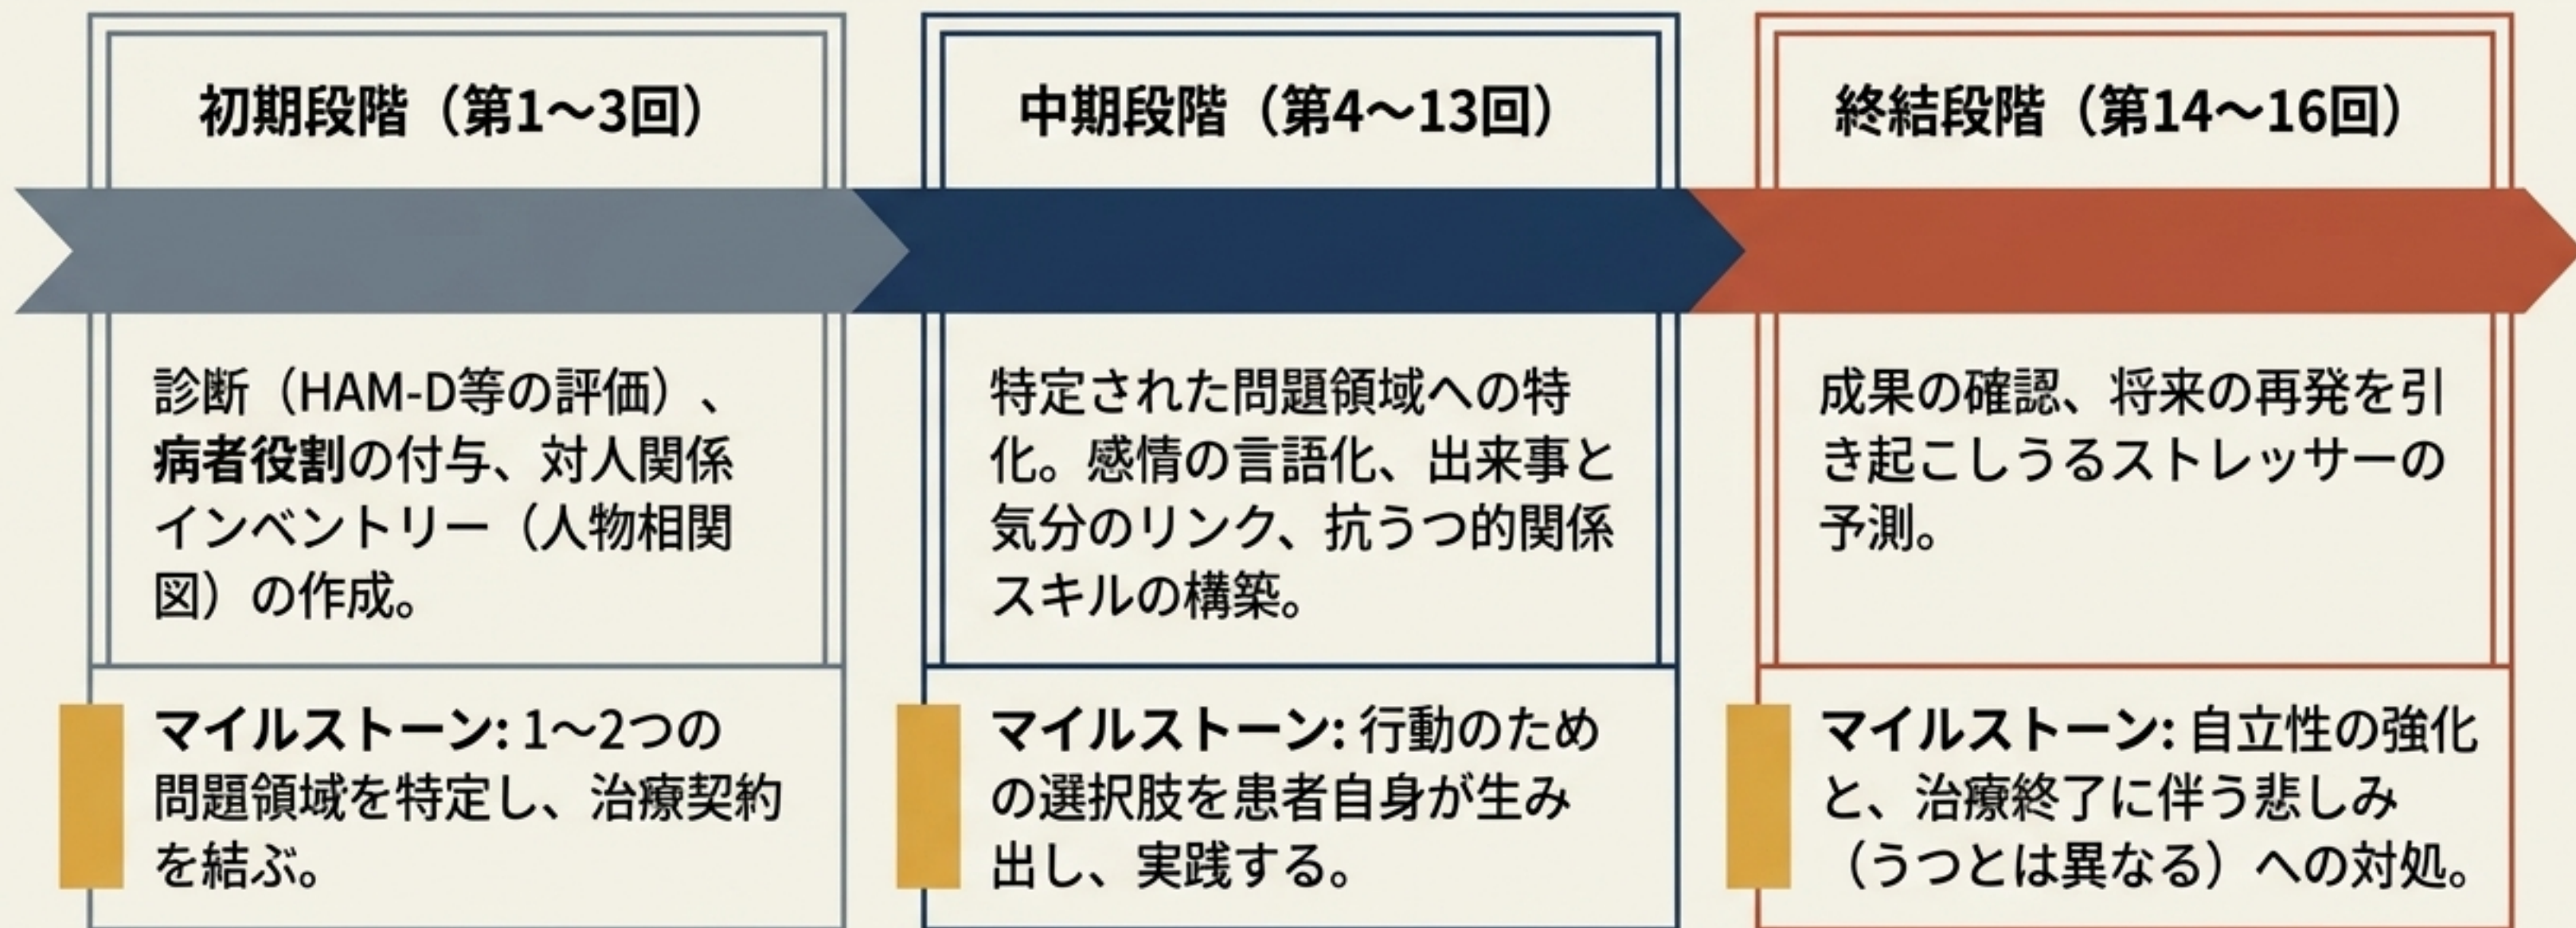 初期段階（第1～3回）
診断（HAM-D等の評価）、
病者役割の付与、対人関係
インベントリー（人物相関
図）の作成。
マイルストーン: 1～2つの
問題領域を特定し、治療契約
を結ぶ。
中期段階（第4～13回）
特定された問題領域への特
化。感情の言語化、出来事と
気分のリンク、抗うつ的関係
スキルの構築。
マイルストーン: 行動のため
の選択肢を患者自身が生み
出し、実践する。
終結段階（第14～16回）
成果の確認、将来の再発を引
き起こしうるストレッサーの
予測。
マイルストーン: 自立性の強化
と、治療終了に伴う悲しみ
（うつとは異なる）への対処。